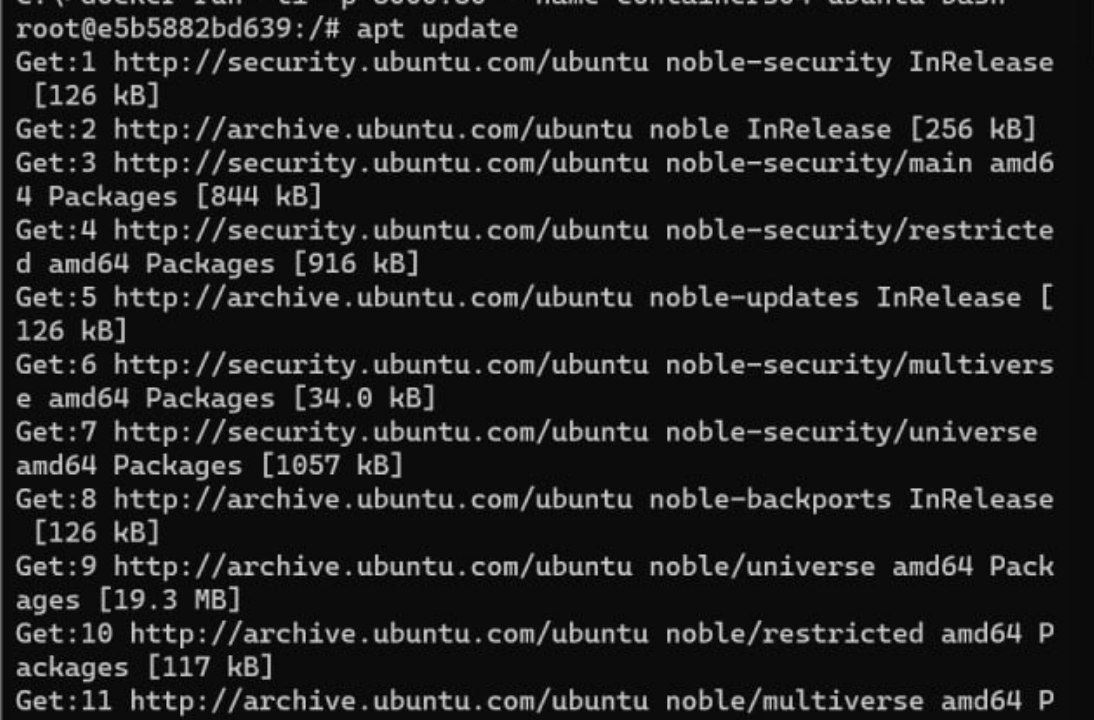 root@e5b5882bd639:/# apt update
Get:1 http://security.ubuntu.com/ubuntu noble-security InRelease
 [126 kB]
Get:2 http://archive.ubuntu.com/ubuntu noble InRelease [256 kB]
Get:3 http://security.ubuntu.com/ubuntu noble-security/main amd6
4 Packages [844 kB]
Get:4 http://security.ubuntu.com/ubuntu noble-security/restricte
d amd64 Packages [916 kB]
Get:5 http://archive.ubuntu.com/ubuntu noble-updates InRelease [
126 kB]
Get:6 http://security.ubuntu.com/ubuntu noble-security/multivers
e amd64 Packages [34.0 kB]
Get:7 http://security.ubuntu.com/ubuntu noble-security/universe
amd64 Packages [1057 kB]
Get:8 http://archive.ubuntu.com/ubuntu noble-backports InRelease
 [126 kB]
Get:9 http://archive.ubuntu.com/ubuntu noble/universe amd64 Pack
ages [19.3 MB]
Get:10 http://archive.ubuntu.com/ubuntu noble/restricted amd64 P
ackages [117 kB]
Get:11 http://archive.ubuntu.com/ubuntu noble/multiverse amd64 P